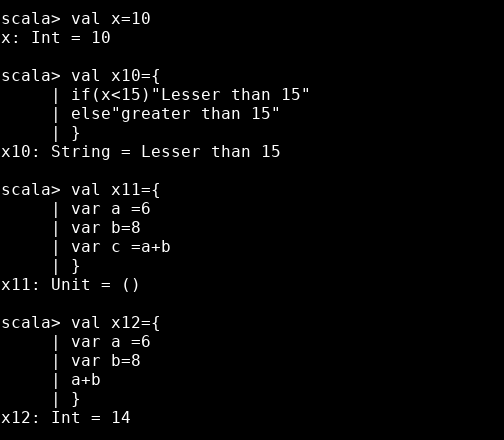 scala> val x=10
x: Int = 10
scala> val x10={
| if(x<15)"Lesser than 15"
| else"greater than 15"
| }
x10: String = Lesser than 15
scala> val x11={
| var a =6
| var b=8
| var c =a+b
| }
x11: Unit = ()
scala> val x12={
| var a =6
| var b=8
| a+b
| }
x12: Int = 14